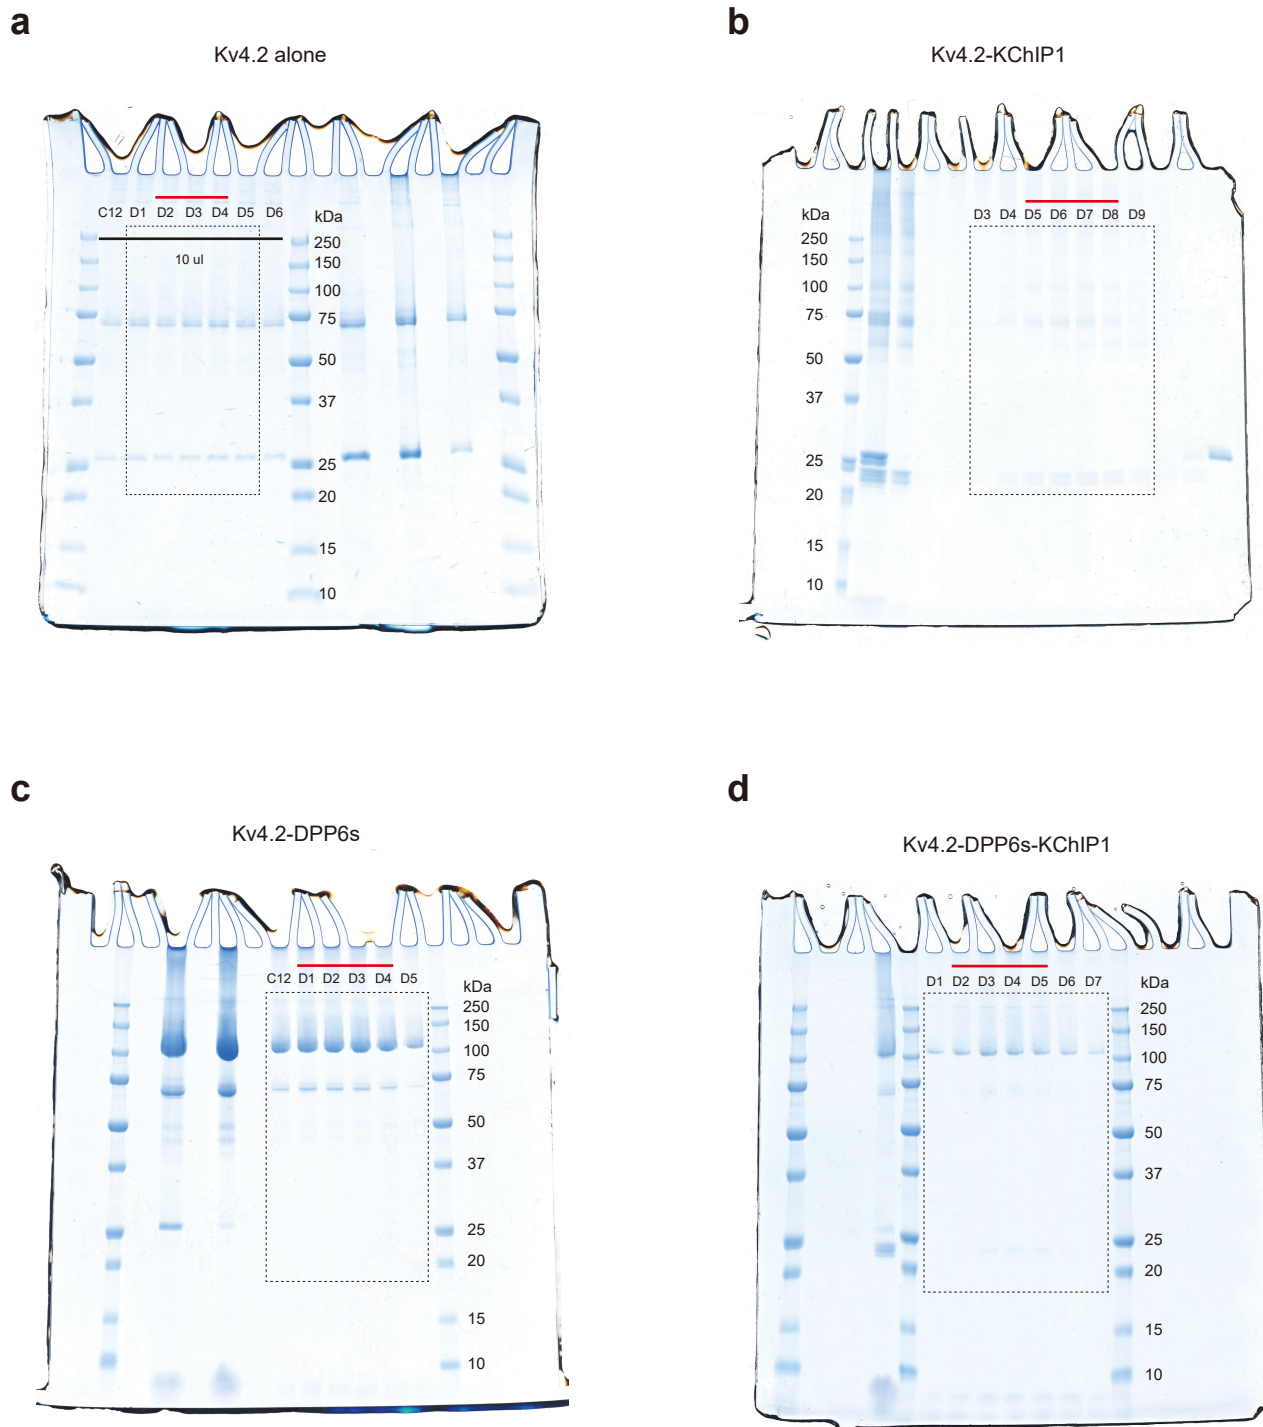 a
Kv4.2 alone
C12 D1 D2 D3 D4 D5 D6
kDa
250
10 ul
150
100
75
50
37
25
20
15
10
b
Kv4.2-KChIP1
D3 D4 D5 D6 D7 D8 D9
kDa
250
150
100
75
50
37
25
20
15
10
c
Kv4.2-DPP6s
C12 D1 D2 D3 D4 D5
kDa
250
150
100
75
50
37
25
20
15
10
d
Kv4.2-DPP6s-KChIP1
D1 D2 D3 D4 D5 D6 D7
kDa
250
150
100
75
50
37
25
20
15
10